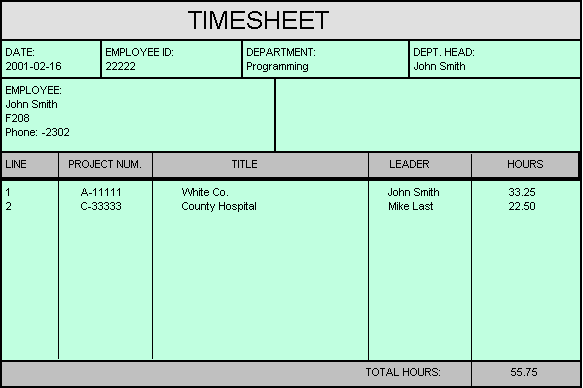 TIMESHEET
DATE: EMPLOYEE ID: DEPARTMENT: DEPT. HEAD:
2001-02-16 22222 Programming John Smith
EMPLOYEE:
John Smith
F208
Phone: -2302
LINE PROJECT NUM. TITLE LEADER HOURS
1 A-11111 White Co. John Smith 33.25
2 C-33333 County Hospital Mike Last 22.50
TOTAL HOURS: 55.75